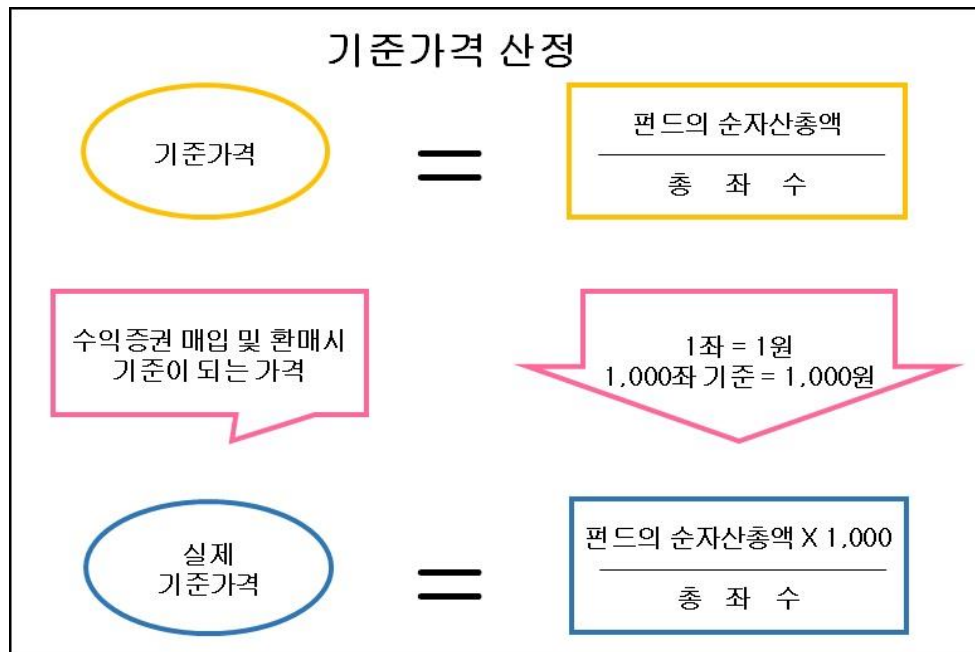 기준가격 산정
기준가격
=
펀드의 순자산총액
총 좌 수
수익증권 매입 및 환매시
기준이 되는 가격
1좌 = 1원
1,000좌 기준 = 1,000원
실제
기준가격
=
펀드의 순자산총액 X 1,000
총 좌 수